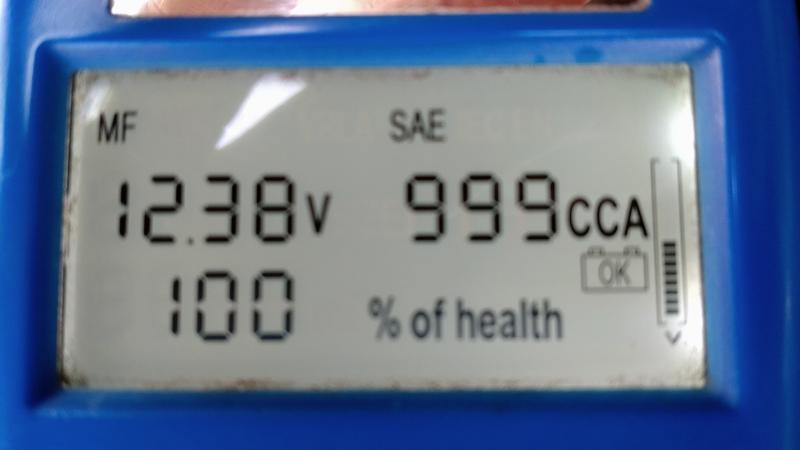 MF SAE
12.38V 999CCA
OK
100 % of health